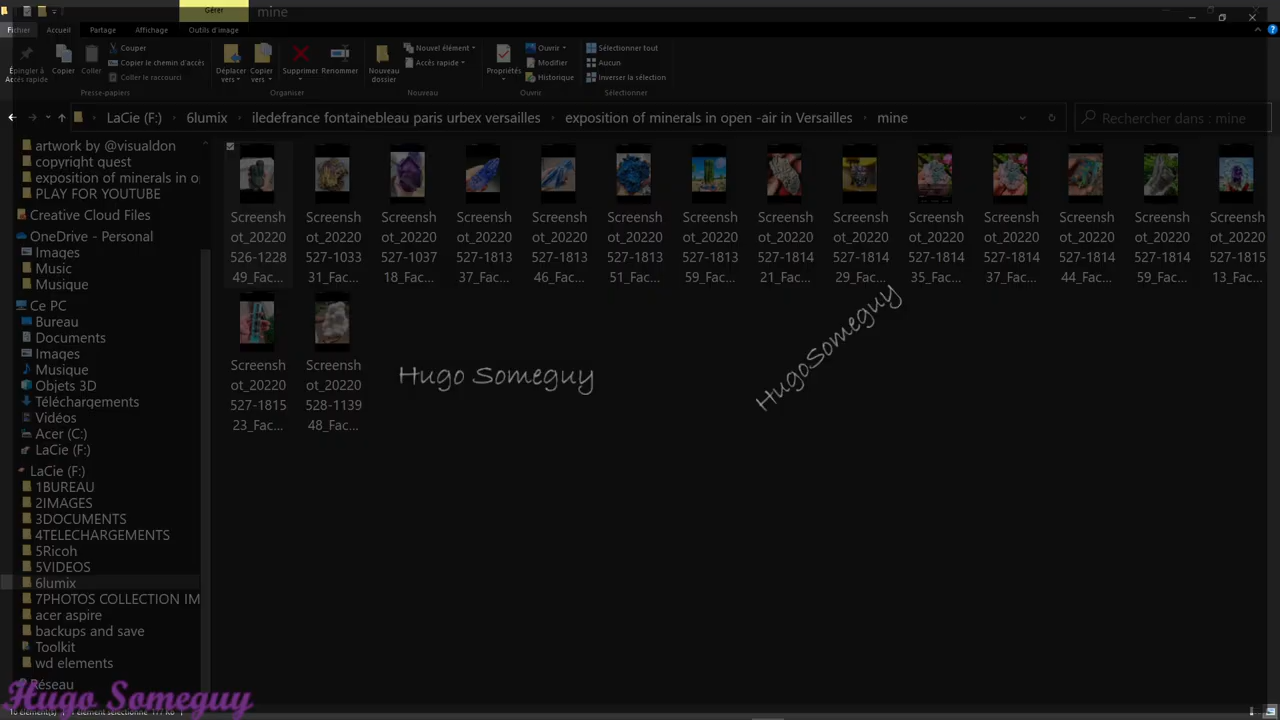 Gérer
mine
Fichier
Accueil
Partage
Affichage
Outils d'image
Épingler à Accès rapide
Copier
Coller
Couper
Copier le chemin d'accès
Coller le raccourci
Presse-papiers
Déplacer vers
Copier vers
Supprimer
Renommer
Organiser
Nouveau dossier
Nouvel élément
Accès rapide
Nouveau
Propriétés
Ouvrir
Modifier
Historique
Ouvrir
Sélectionner tout
Aucun
Inverser la sélection
Sélectionner
LaCie (F:) › 6lumix › iledefrance fontainebleau paris urbex versailles › exposition of minerals in open -air in Versailles › mine
Rechercher dans : mine
artwork by @visualdon
copyright quest
exposition of minerals in o
PLAY FOR YOUTUBE
Creative Cloud Files
OneDrive - Personal
Images
Music
Musique
Ce PC
Bureau
Documents
Images
Musique
Objets 3D
Téléchargements
Vidéos
Acer (C:)
LaCie (F:)
LaCie (F:)
1BUREAU
2IMAGES
3DOCUMENTS
4TELECHARGEMENTS
5Ricoh
5VIDEOS
6lumix
7PHOTOS COLLECTION IM
acer aspire
backups and save
Toolkit
wd elements
Réseau
Screenshot_20220526-122849_Fac...
Screenshot_20220527-103331_Fac...
Screenshot_20220527-103718_Fac...
Screenshot_20220527-181337_Fac...
Screenshot_20220527-181346_Fac...
Screenshot_20220527-181351_Fac...
Screenshot_20220527-181359_Fac...
Screenshot_20220527-181421_Fac...
Screenshot_20220527-181429_Fac...
Screenshot_20220527-181435_Fac...
Screenshot_20220527-181437_Fac...
Screenshot_20220527-181444_Fac...
Screenshot_20220527-181459_Fac...
Screenshot_20220527-181513_Fac...
Screenshot_20220527-181523_Fac...
Screenshot_20220528-113948_Fac...
Hugo Someguy
HugoSomeguy
Hugo Someguy